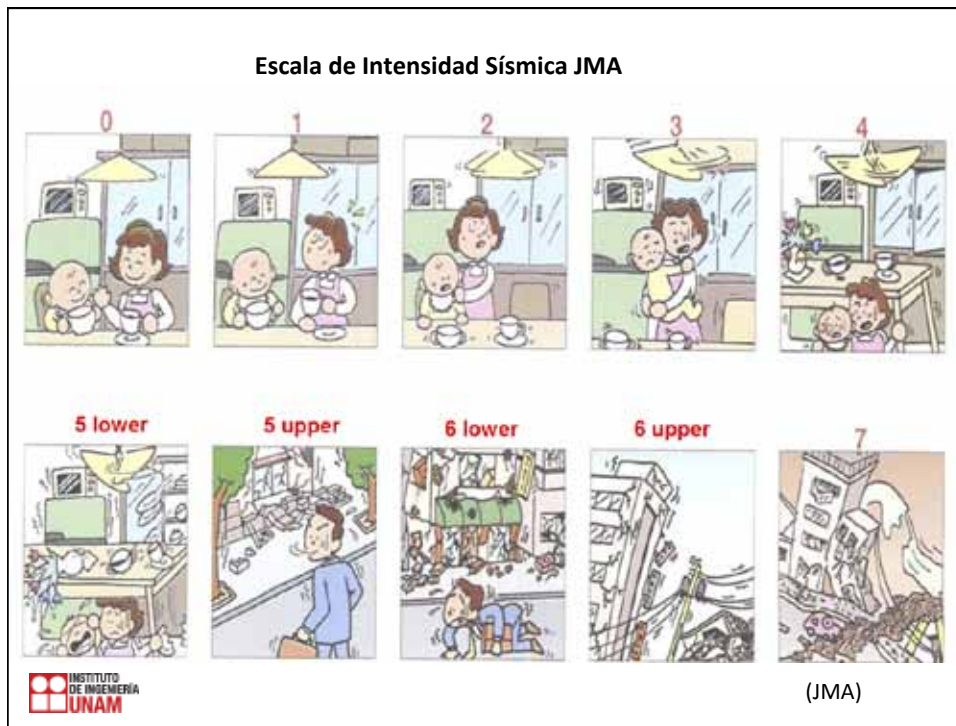 Escala de Intensidad Sísmica JMA
0 1 2 3 4
5 lower 5 upper 6 lower 6 upper 7
INSTITUTO
DE INGENIERÍA
UNAM
(JMA)